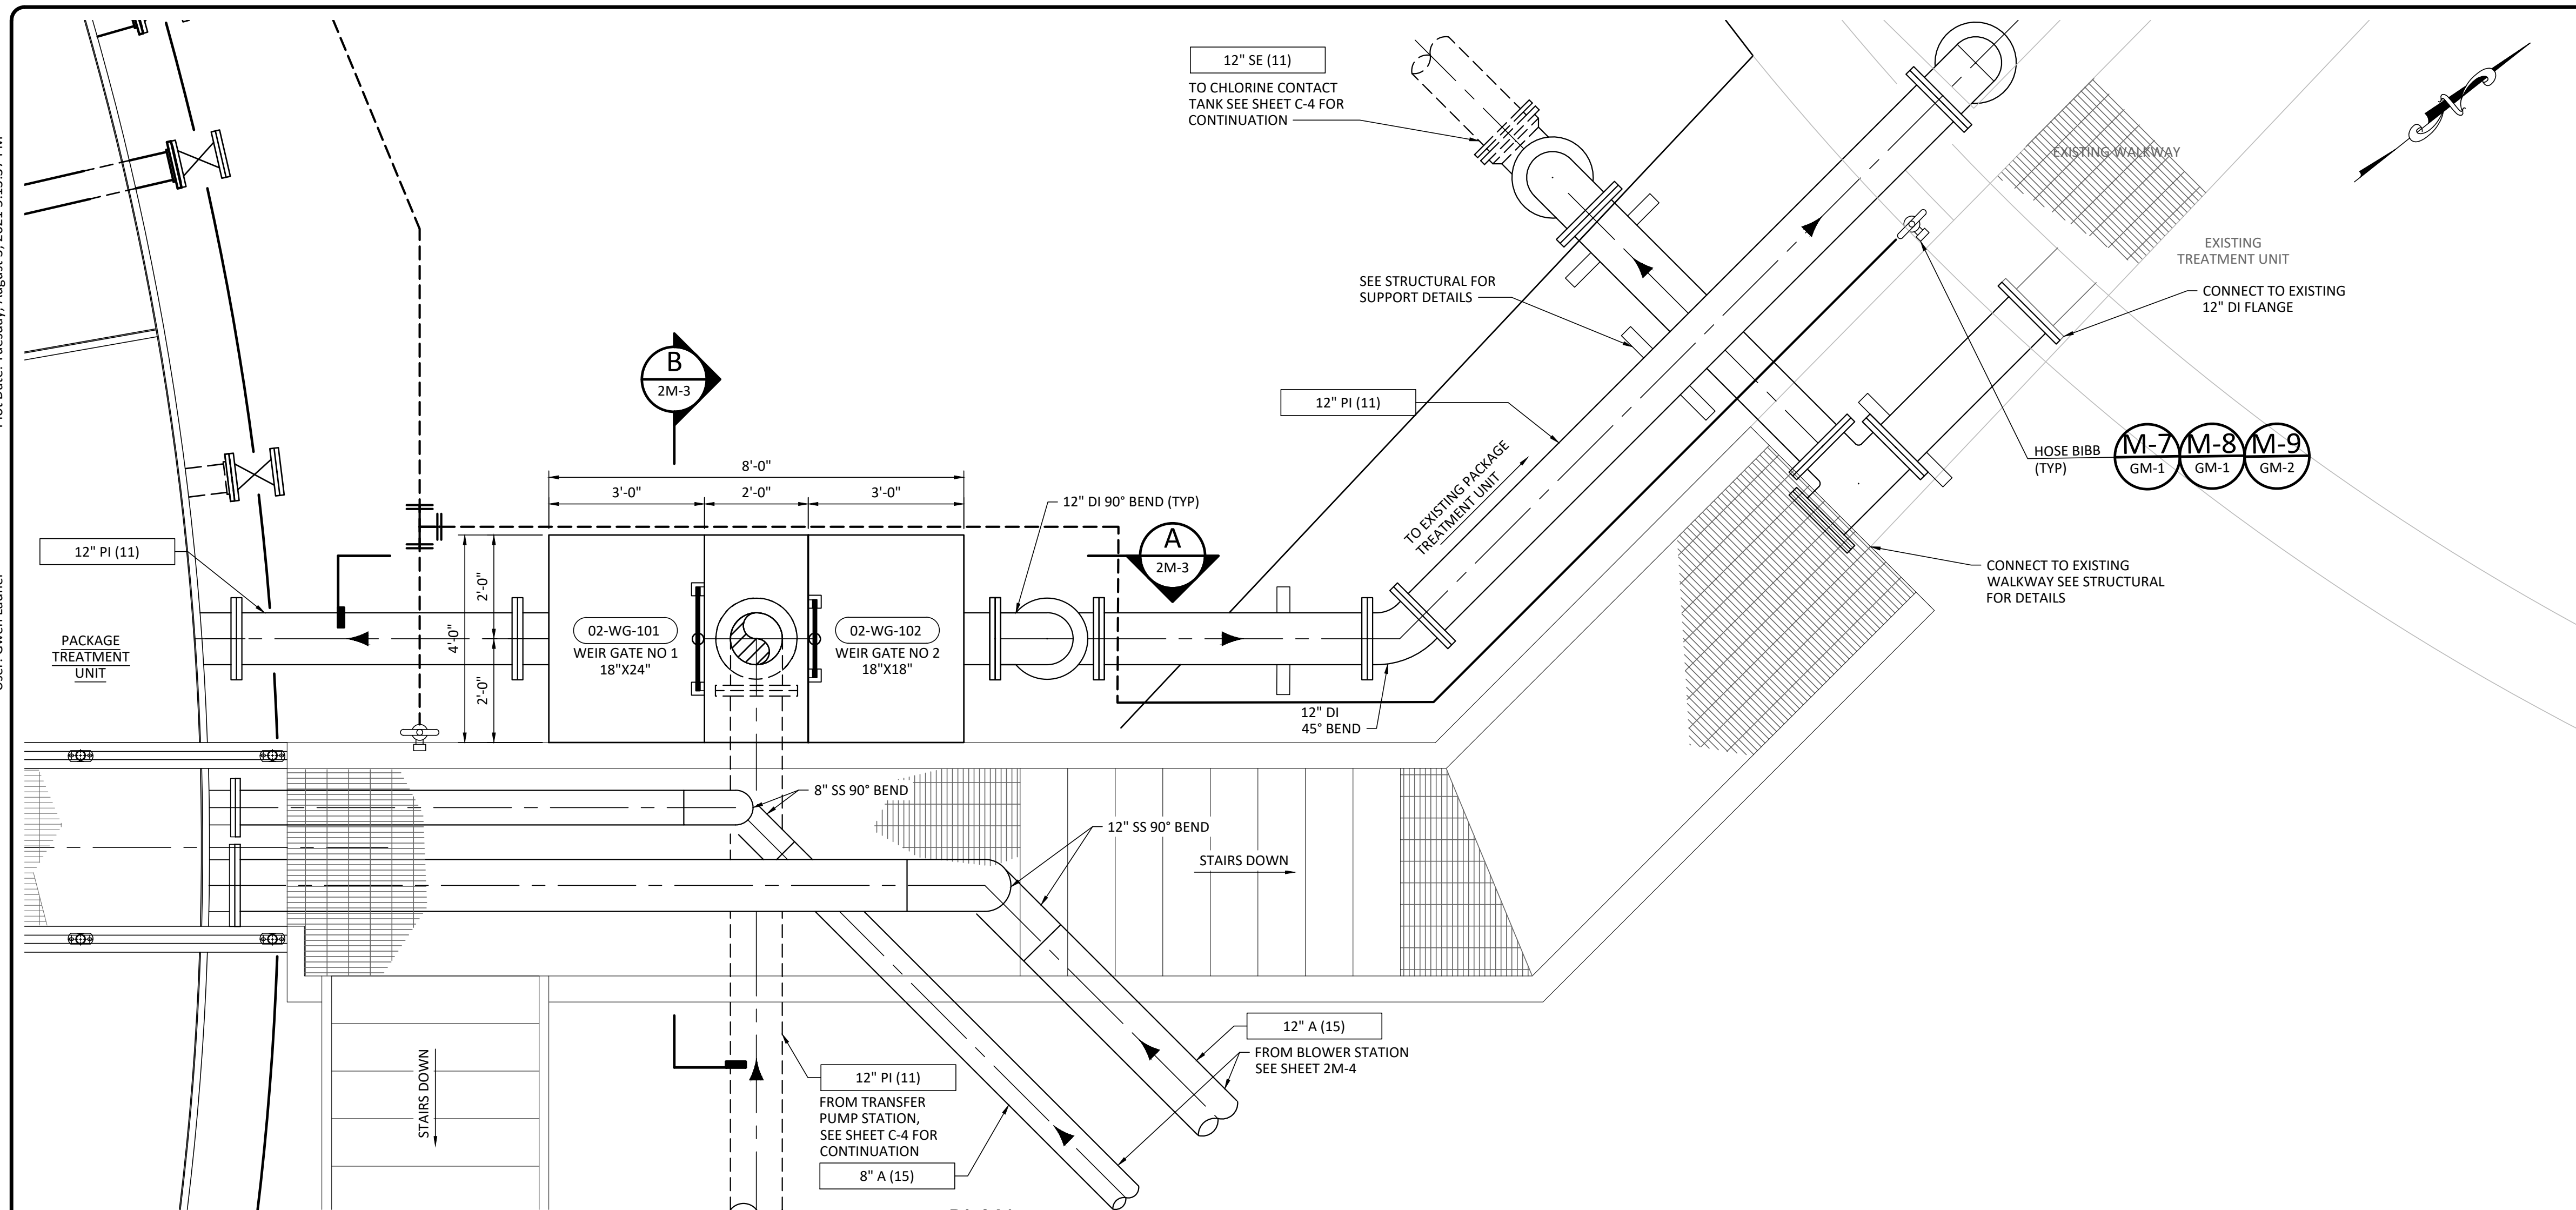 12" SE (11)
TO CHLORINE CONTACT
TANK SEE SHEET C-4 FOR
CONTINUATION
EXISTING WALKWAY
EXISTING
TREATMENT UNIT
SEE STRUCTURAL FOR
SUPPORT DETAILS
CONNECT TO EXISTING
12" DI FLANGE
B
2M-3
12" PI (11)
TO EXISTING PACKAGE
TREATMENT UNIT
HOSE BIBB
(TYP)
M-7
GM-1
M-8
GM-1
M-9
GM-2
8'-0"
3'-0"
2'-0"
3'-0"
12" DI 90° BEND (TYP)
A
2M-3
12" PI (11)
4'-0"
2'-0"
2'-0"
CONNECT TO EXISTING
WALKWAY SEE STRUCTURAL
FOR DETAILS
PACKAGE
TREATMENT
UNIT
02-WG-101
WEIR GATE NO 1
18"X24"
02-WG-102
WEIR GATE NO 2
18"X18"
12" DI
45° BEND
8" SS 90° BEND
12" SS 90° BEND
STAIRS DOWN
STAIRS DOWN
12" A (15)
FROM BLOWER STATION
SEE SHEET 2M-4
12" PI (11)
FROM TRANSFER
PUMP STATION,
SEE SHEET C-4 FOR
CONTINUATION
8" A (15)